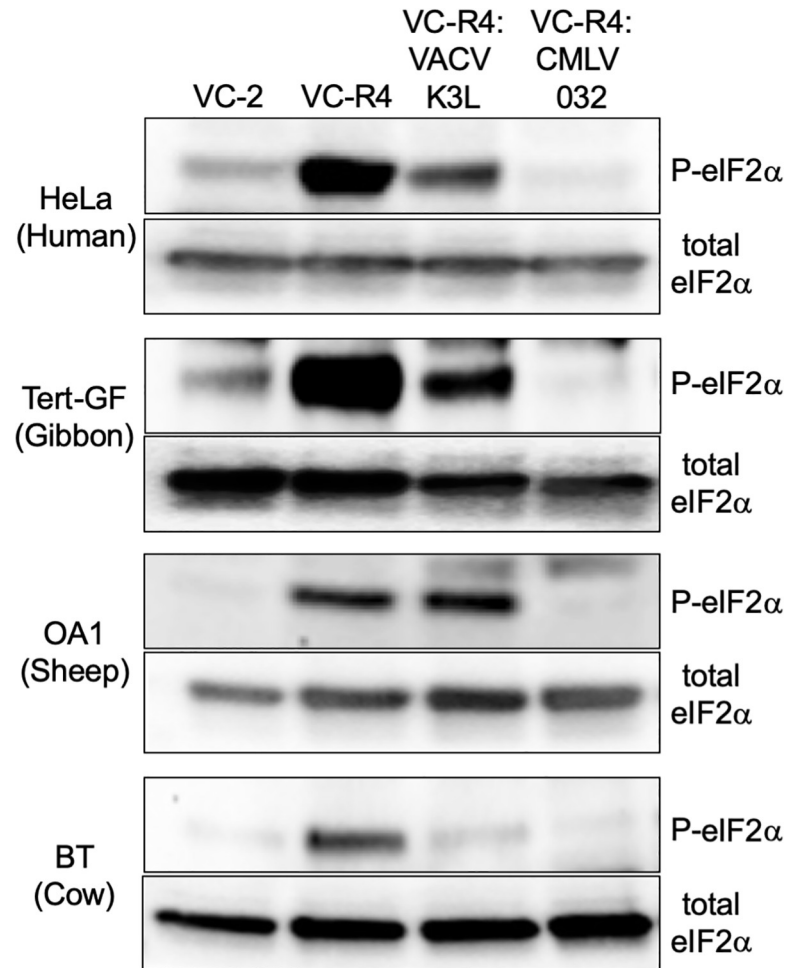 VC-R4: VC-R4:
VACV CMLV
VC-2 VC-R4 K3L 032
P-eIF2α
HeLa
(Human)
total
eIF2α
P-eIF2α
Tert-GF
(Gibbon)
total
eIF2α
P-eIF2α
OA1
(Sheep)
total
eIF2α
P-eIF2α
BT
(Cow)
total
eIF2α